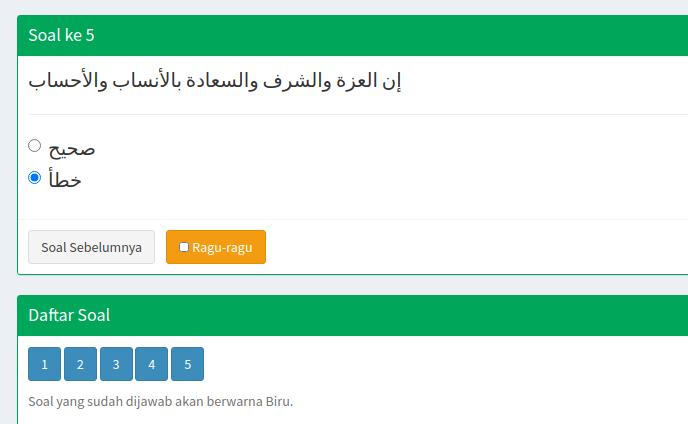 Soal ke 5
إن العزة والشرف والسعادة بالأنساب والأحساب
صحيح
خطأ
Soal Sebelumnya Ragu-ragu
Daftar Soal
1 2 3 4 5
Soal yang sudah dijawab akan berwarna Biru.